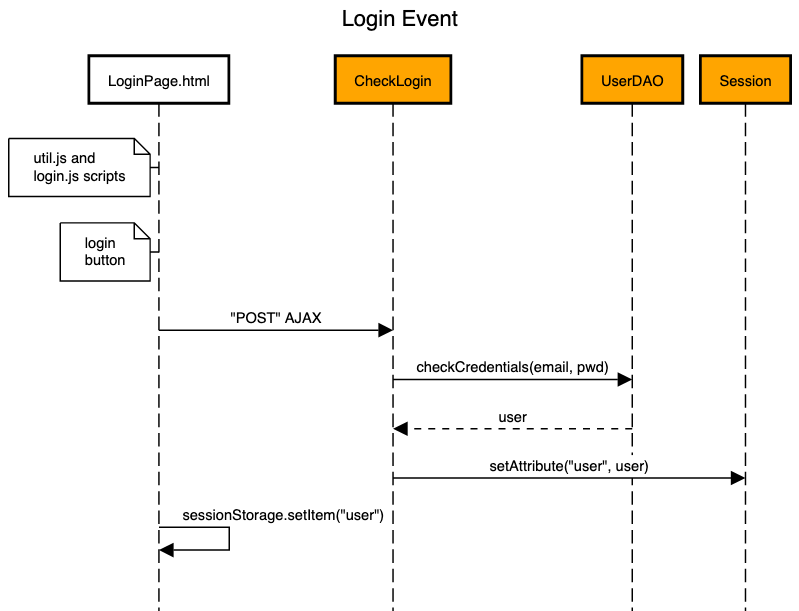 Login Event
LoginPage.html
CheckLogin
UserDAO
Session
util.js and
login.js scripts
login
button
"POST" AJAX
checkCredentials(email, pwd)
user
setAttribute("user", user)
sessionStorage.setItem("user")